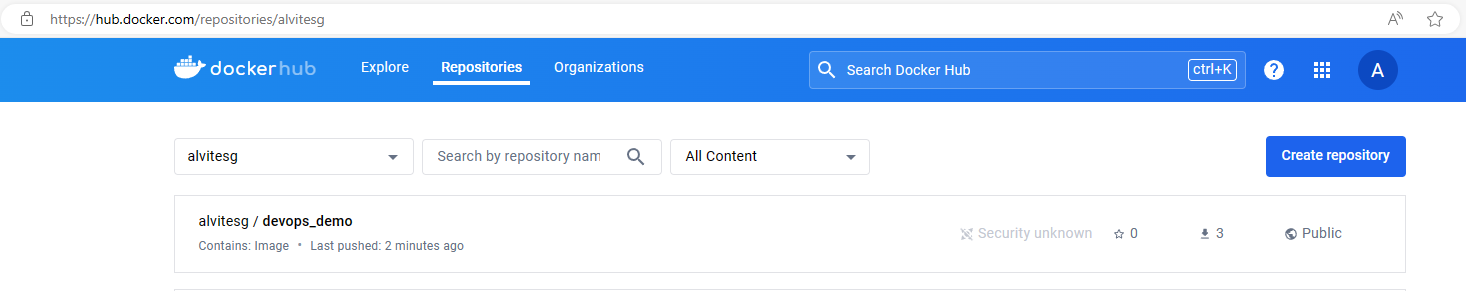 https://hub.docker.com/repositories/alvitesg
dockerhub Explore Repositories Organizations Search Docker Hub ctrl+K ? A
alvitesg Search by repository nam All Content Create repository
alvitesg / devops_demo
Contains: Image • Last pushed: 2 minutes ago
Security unknown 0 3 Public